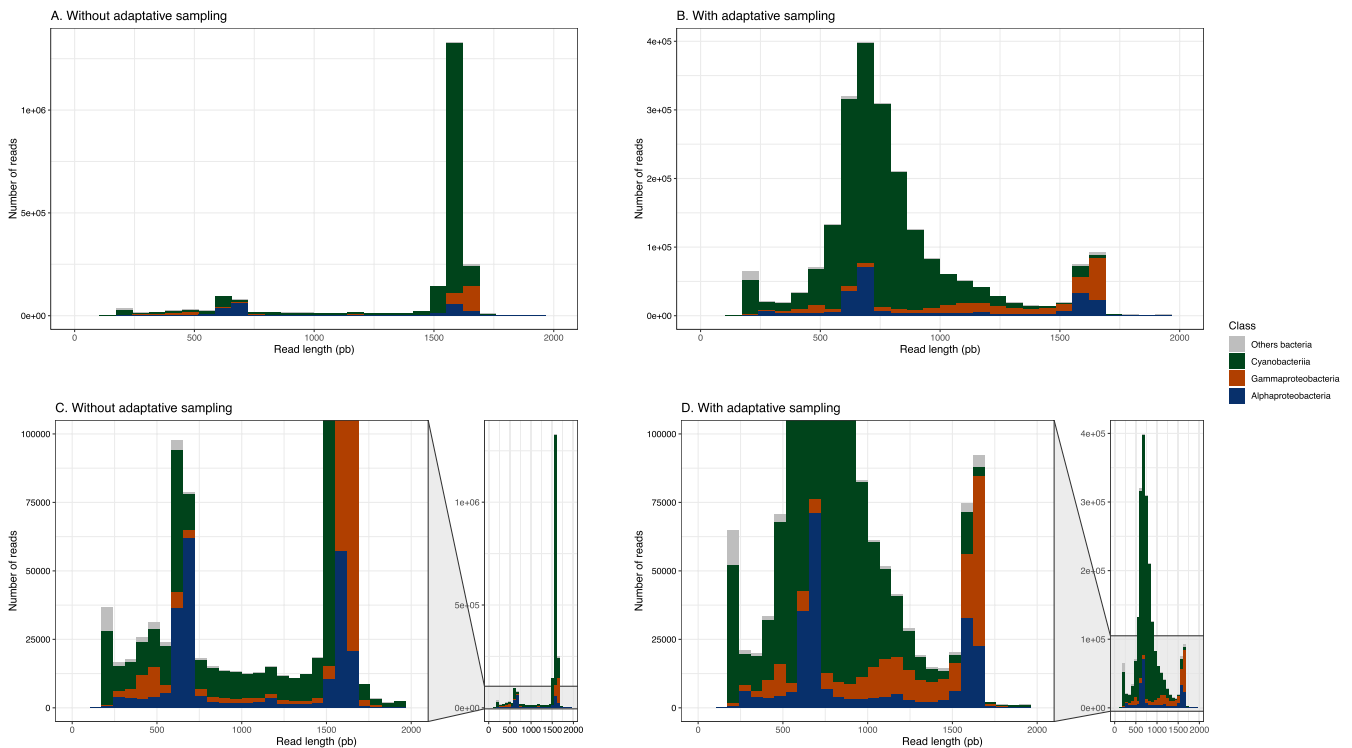 A. Without adaptative sampling
Number of reads
1e+06
5e+05
0e+00
0 500 1000 1500 2000
Read length (pb)
B. With adaptative sampling
Number of reads
4e+05
3e+05
2e+05
1e+05
0e+00
0 500 1000 1500 2000
Read length (pb)
Class
Others bacteria
Cyanobacteriia
Gammaproteobacteria
Alphaproteobacteria
C. Without adaptative sampling
Number of reads
100000
75000
50000
25000
0
0 500 1000 1500 2000
Read length (pb)
1e+06
5e+05
0e+00
0 500 1000 1500 2000
D. With adaptative sampling
Number of reads
100000
75000
50000
25000
0
0 500 1000 1500 2000
Read length (pb)
4e+05
3e+05
2e+05
1e+05
0e+00
0 500 1000 1500 2000